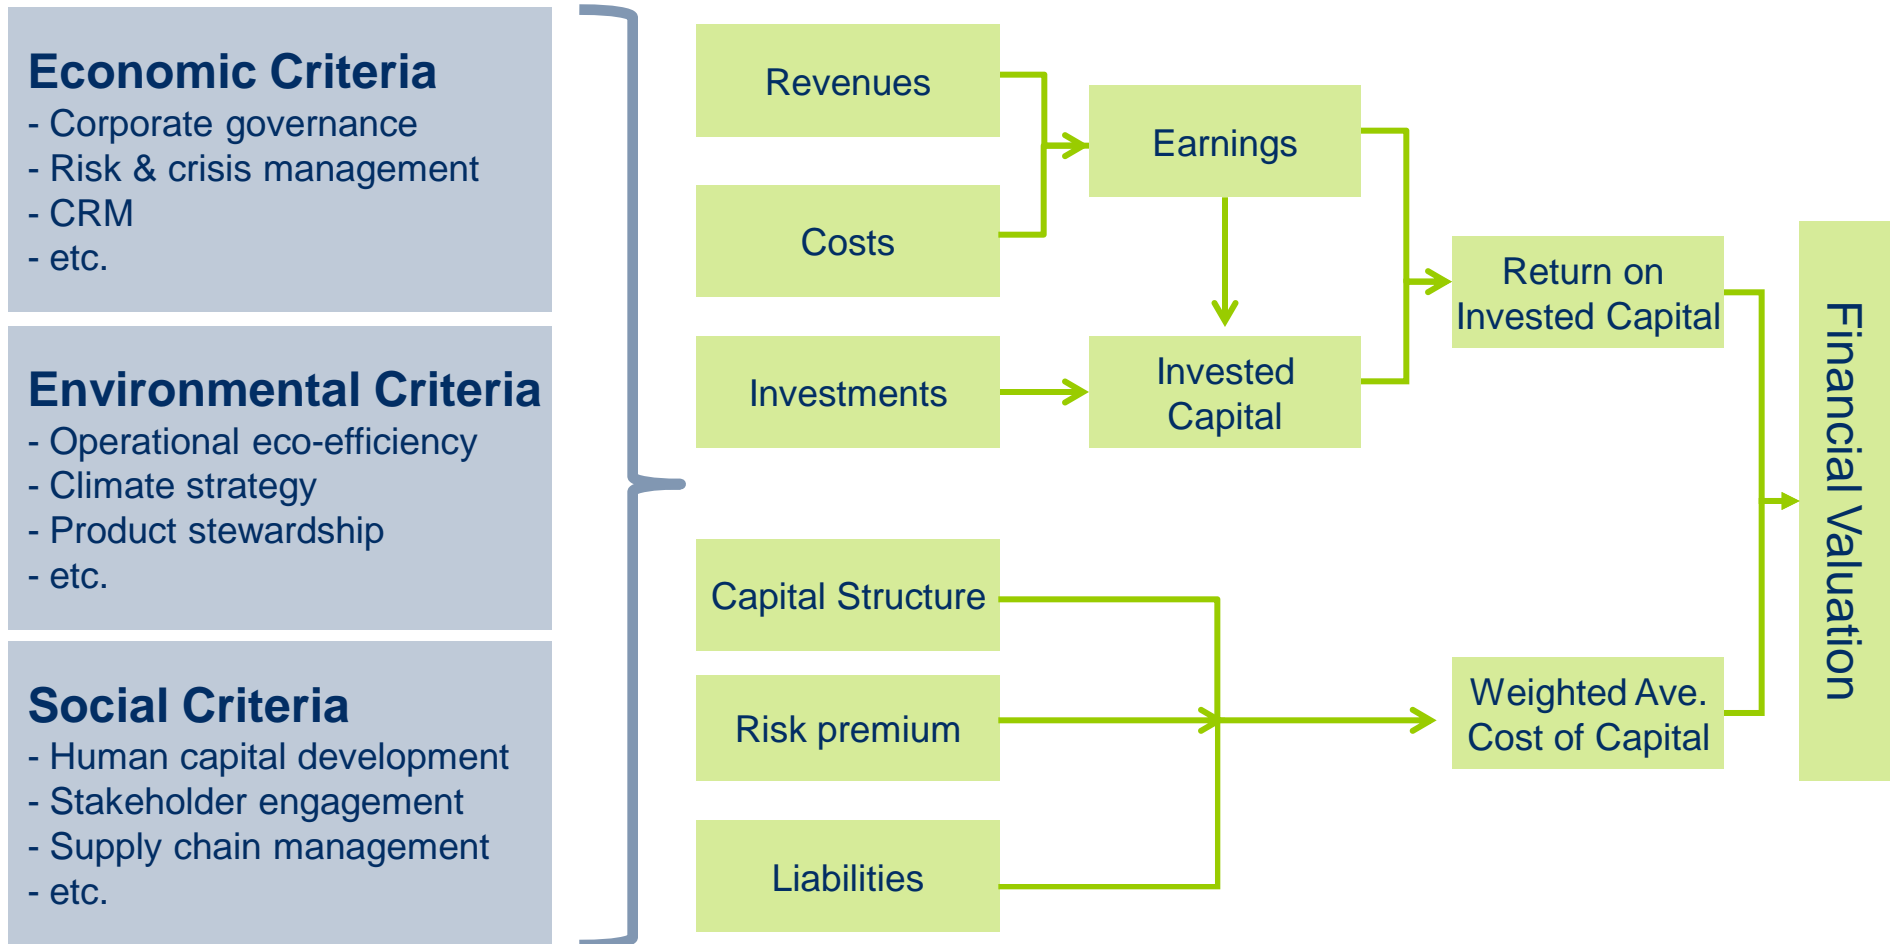 Economic Criteria
- Corporate governance
- Risk & crisis management
- CRM
- etc.
Environmental Criteria
- Operational eco-efficiency
- Climate strategy
- Product stewardship
- etc.
Social Criteria
- Human capital development
- Stakeholder engagement
- Supply chain management
- etc.
Revenues
Costs
Investments
Capital Structure
Risk premium
Liabilities
Earnings
Invested
Capital
Return on
Invested Capital
Weighted Ave.
Cost of Capital
Financial Valuation